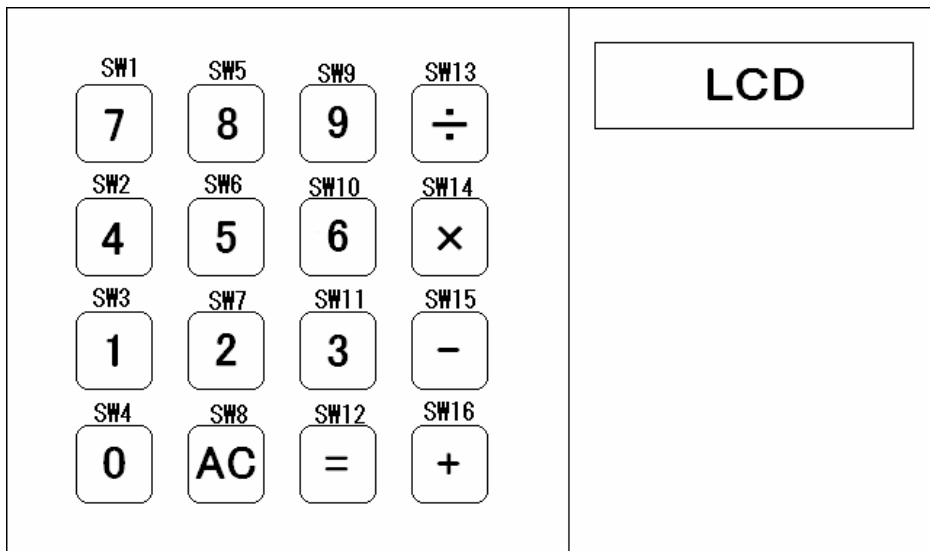 SW1 SW5 SW9 SW13
LCD
7 8 9 ÷
SW2 SW6 SW10 SW14
4 5 6 ×
SW3 SW7 SW11 SW15
1 2 3 -
SW4 SW8 SW12 SW16
0 AC = +